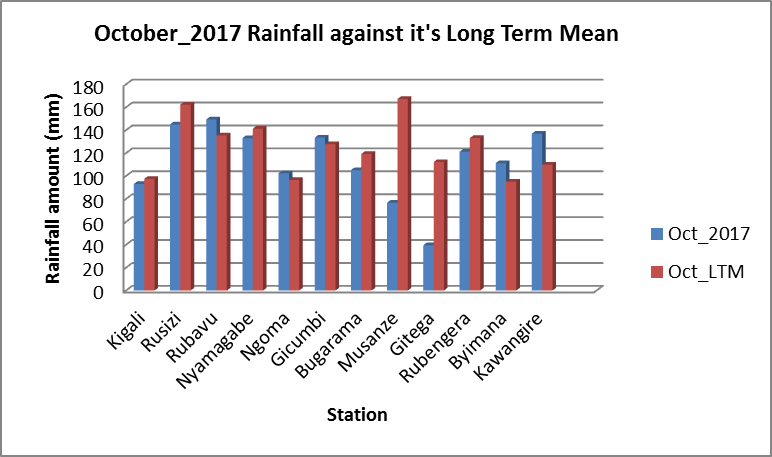 October_2017 Rainfall against it's Long Term Mean
Rainfall amount (mm)
180
160
140
120
100
80
60
40
20
0
Kigali
Rusizi
Rubavu
Nyamagabe
Ngoma
Gicumbi
Bugarama
Musanze
Gitega
Rubengera
Byimana
Kawangire
Station
Oct_2017
Oct_LTM